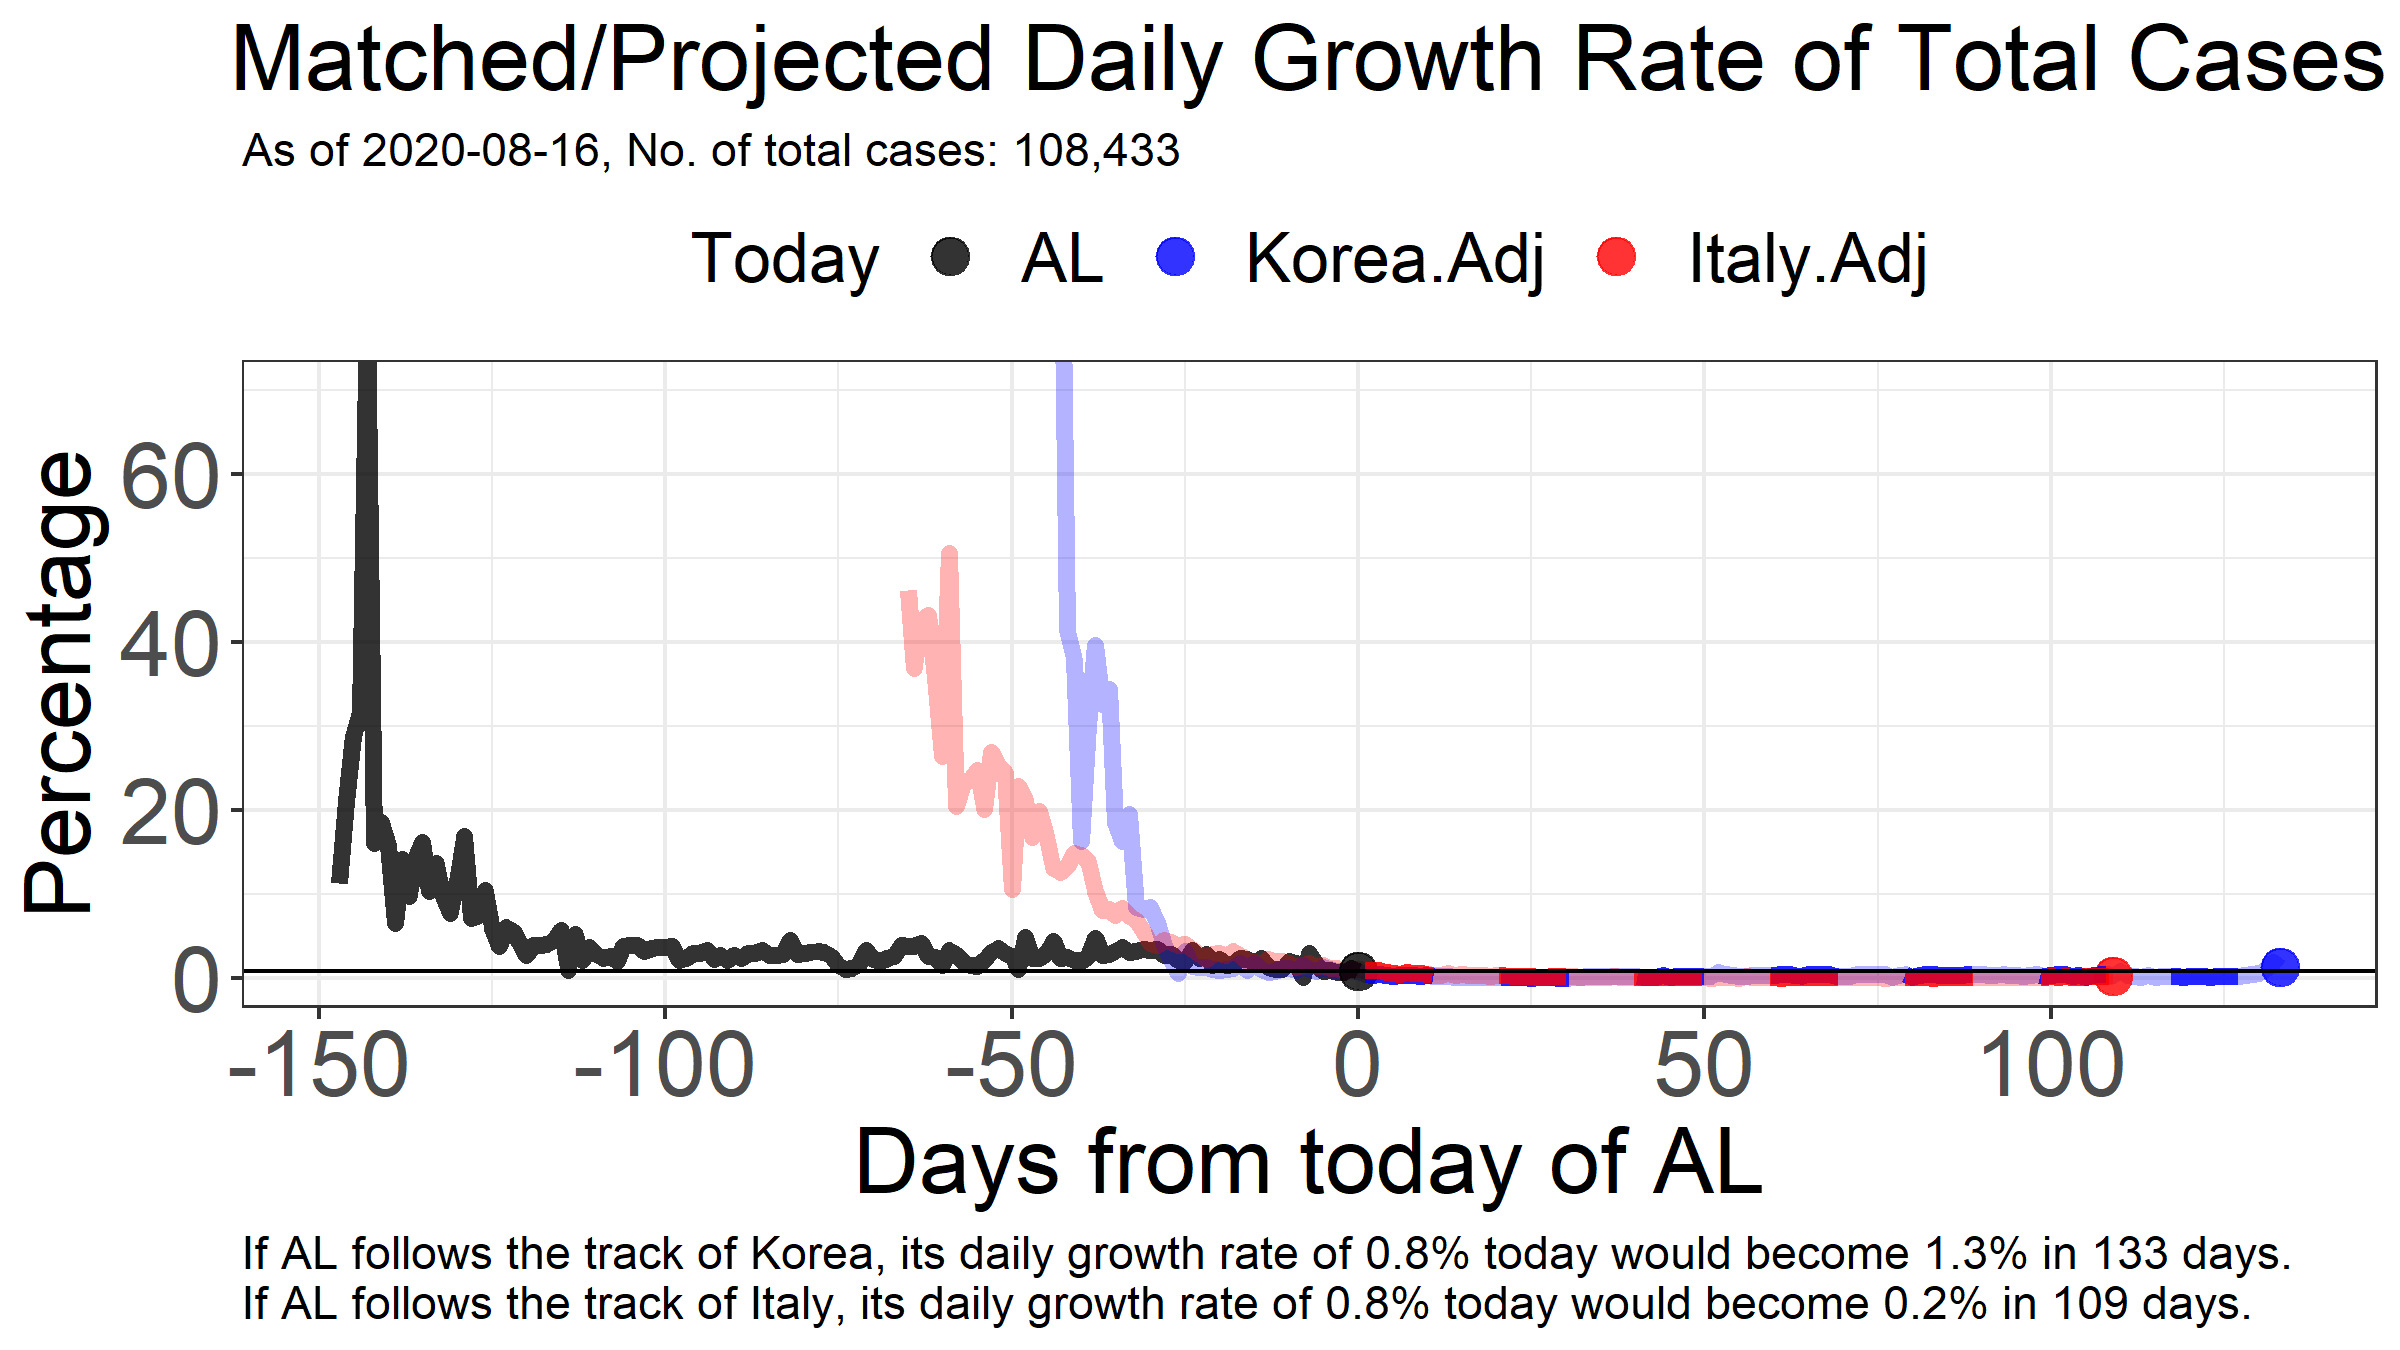 Matched/Projected Daily Growth Rate of Total Cases
As of 2020-08-16, No. of total cases: 108,433
Today AL Korea.Adj Italy.Adj
Percentage
60
40
20
0
-150 -100 -50 0 50 100
Days from today of AL
If AL follows the track of Korea, its daily growth rate of 0.8% today would become 1.3% in 133 days.
If AL follows the track of Italy, its daily growth rate of 0.8% today would become 0.2% in 109 days.